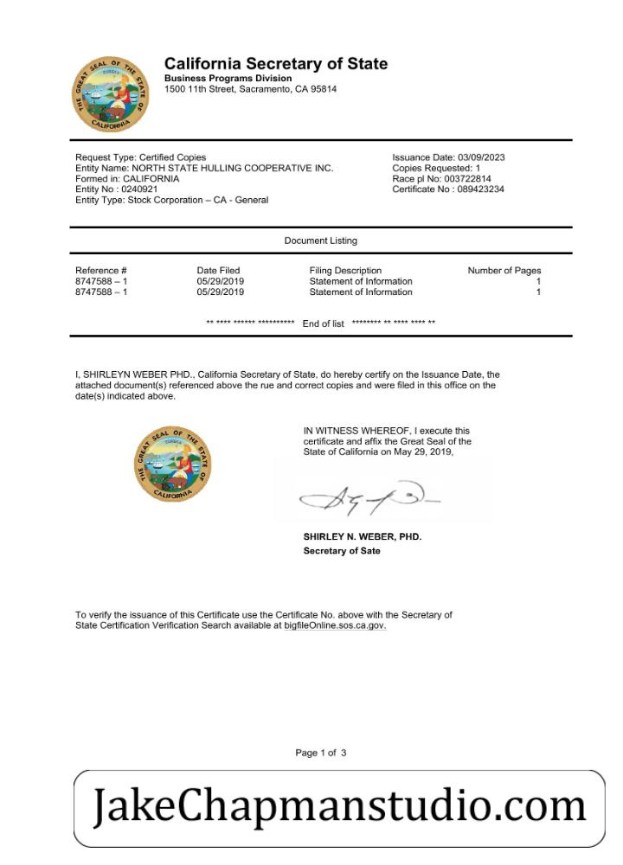 California Secretary of State
Business Programs Division
1500 11th Street, Sacramento, CA 95814
Request Type: Certified Copies
Entity Name: NORTH STATE HULLING COOPERATIVE INC.
Formed in: CALIFORNIA
Entity No : 0240921
Entity Type: Stock Corporation – CA - General
Issuance Date: 03/09/2023
Copies Requested: 1
Race pl No: 003722814
Certificate No : 089423234
Document Listing
Reference # Date Filed Filing Description Number of Pages
8747588 – 1 05/29/2019 Statement of Information 1
8747588 – 1 05/29/2019 Statement of Information 1
** **** ****** ********** End of list ******** ** **** **** **
I, SHIRLEYN WEBER PHD., California Secretary of State, do hereby certify on the Issuance Date, the
attached document(s) referenced above the rue and correct copies and were filed in this office on the
date(s) indicated above.
THE GREAT SEAL OF THE STATE OF CALIFORNIA
IN WITNESS WHEREOF, I execute this
certificate and affix the Great Seal of the
State of California on May 29, 2019,
SHIRLEY N. WEBER, PHD.
Secretary of Sate
To verify the issuance of this Certificate use the Certificate No. above with the Secretary of
State Certification Verification Search available at bigfileOnline.sos.ca.gov.
Page 1 of 3
JakeChapmanstudio.com